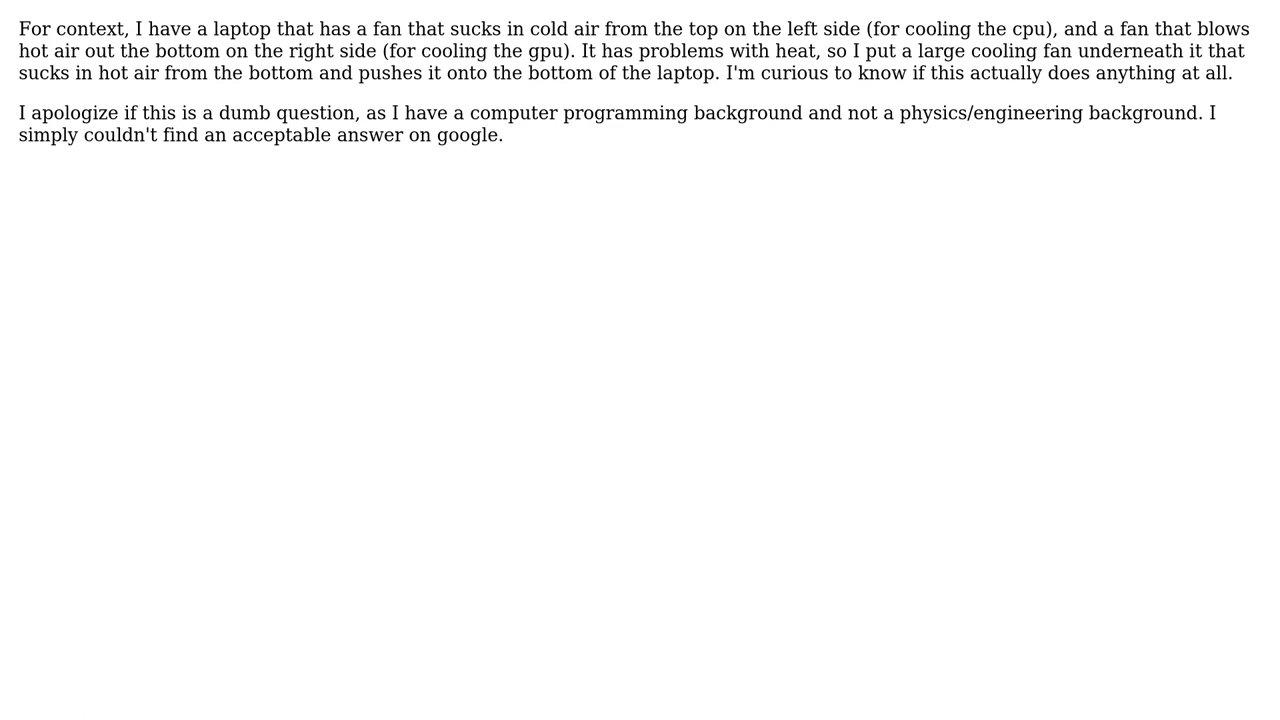 For context, I have a laptop that has a fan that sucks in cold air from the top on the left side (for cooling the cpu), and a fan that blows
hot air out the bottom on the right side (for cooling the gpu). It has problems with heat, so I put a large cooling fan underneath it that
sucks in hot air from the bottom and pushes it onto the bottom of the laptop. I'm curious to know if this actually does anything at all.
I apologize if this is a dumb question, as I have a computer programming background and not a physics/engineering background. I
simply couldn't find an acceptable answer on google.